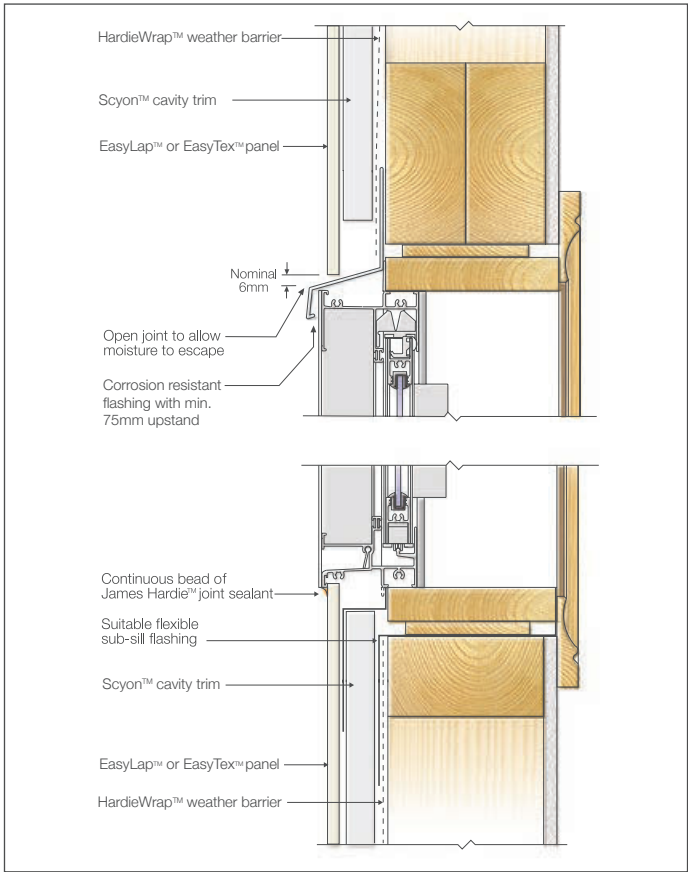 HardieWrap™ weather barrier
Scyon™ cavity trim
EasyLap™ or EasyTex™ panel
Nominal
6mm
Open joint to allow
moisture to escape
Corrosion resistant
flashing with min.
75mm upstand
Continuous bead of
James Hardie™ joint sealant
Suitable flexible
sub-sill flashing
Scyon™ cavity trim
EasyLap™ or EasyTex™ panel
HardieWrap™ weather barrier